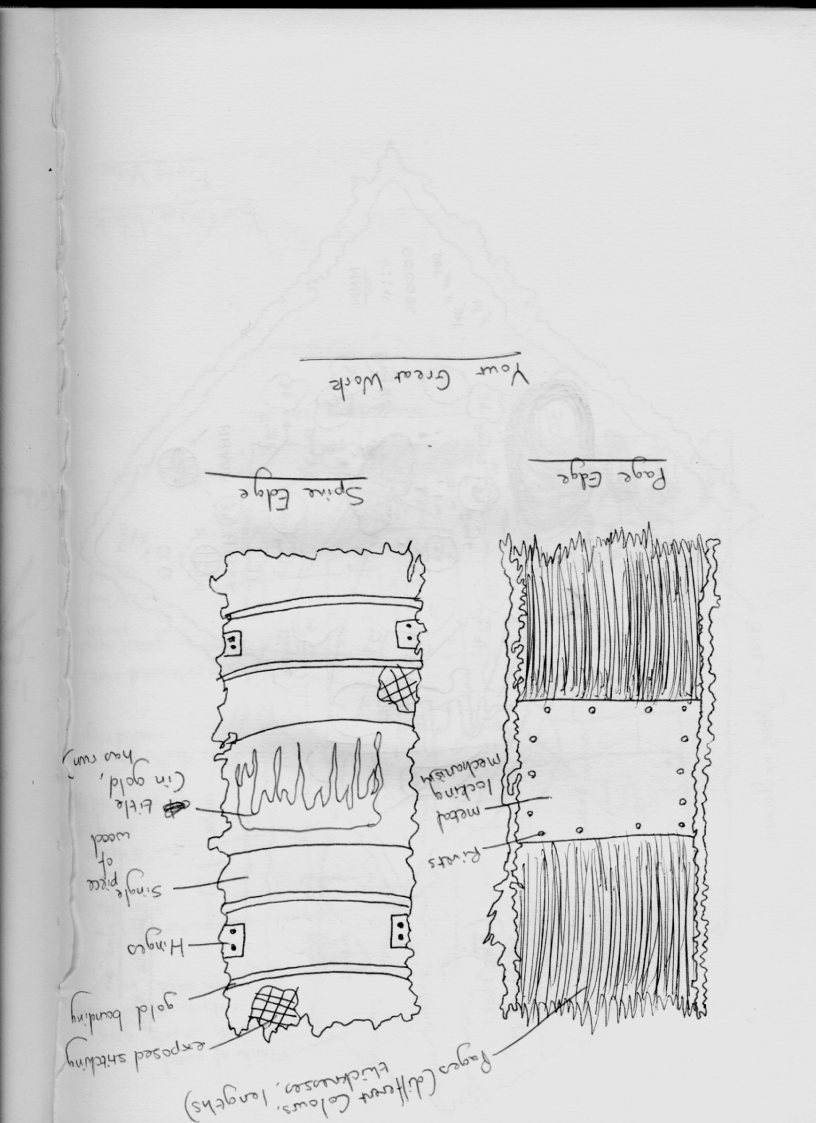 Pages (different Colours,
thicknesses, lengths)
exposed stitching
gold banding
Hinges
Single
piece
of
wood
title
(in gold,
has run)
Rivets
metal
locking
mechanism
Page Edge
Spine Edge
Your Great Work